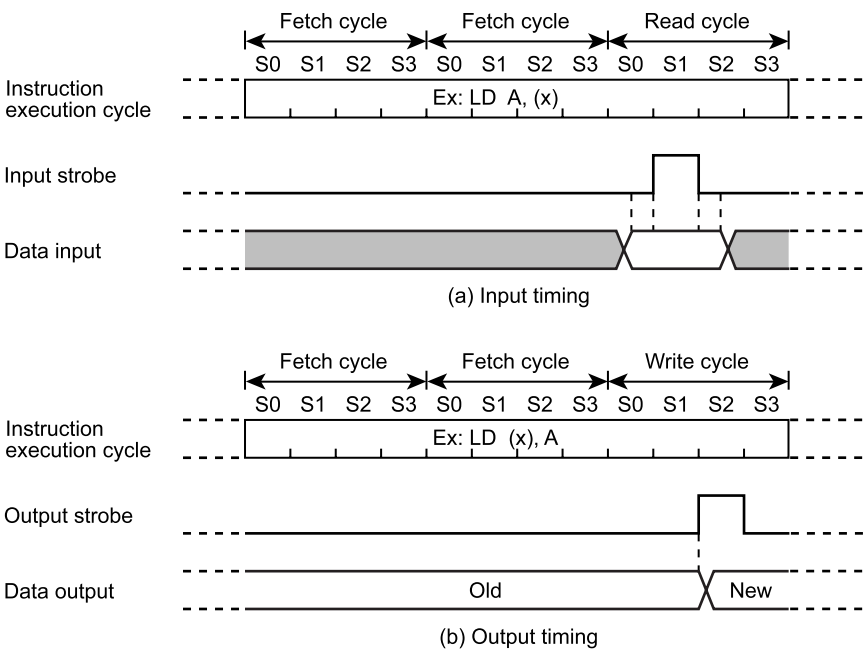 Fetch cycle Fetch cycle Read cycle
S0 S1 S2 S3 S0 S1 S2 S3 S0 S1 S2 S3
Instruction
execution cycle
Ex: LD A, (x)
Input strobe
Data input
(a) Input timing
Fetch cycle Fetch cycle Write cycle
S0 S1 S2 S3 S0 S1 S2 S3 S0 S1 S2 S3
Instruction
execution cycle
Ex: LD (x), A
Output strobe
Data output
Old New
(b) Output timing